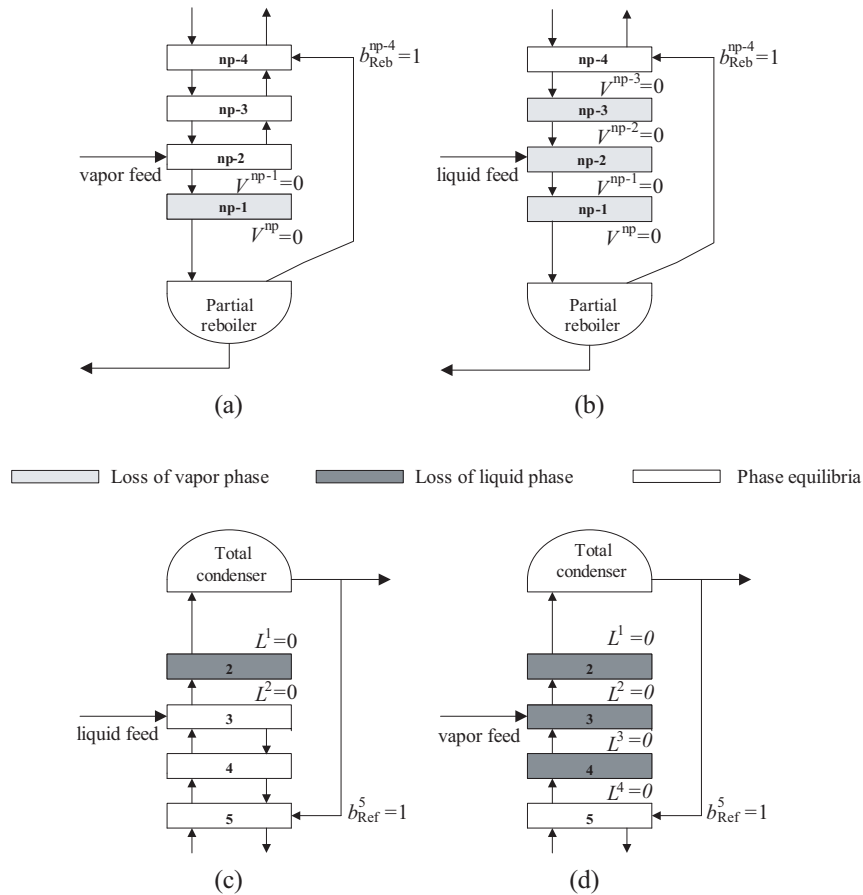 np-4
b_Reb^np-4=1
np-3
np-2
vapor feed
V^np-1=0
np-1
V^np=0
Partial
reboiler
(a)
np-4
b_Reb^np-4=1
V^np-3=0
np-3
V^np-2=0
np-2
liquid feed
V^np-1=0
np-1
V^np=0
Partial
reboiler
(b)
Loss of vapor phase
Loss of liquid phase
Phase equilibria
Total
condenser
L^1=0
2
L^2=0
3
liquid feed
4
5
b_Ref^5=1
(c)
Total
condenser
L^1=0
2
L^2=0
3
vapor feed
L^3=0
4
L^4=0
5
b_Ref^5=1
(d)